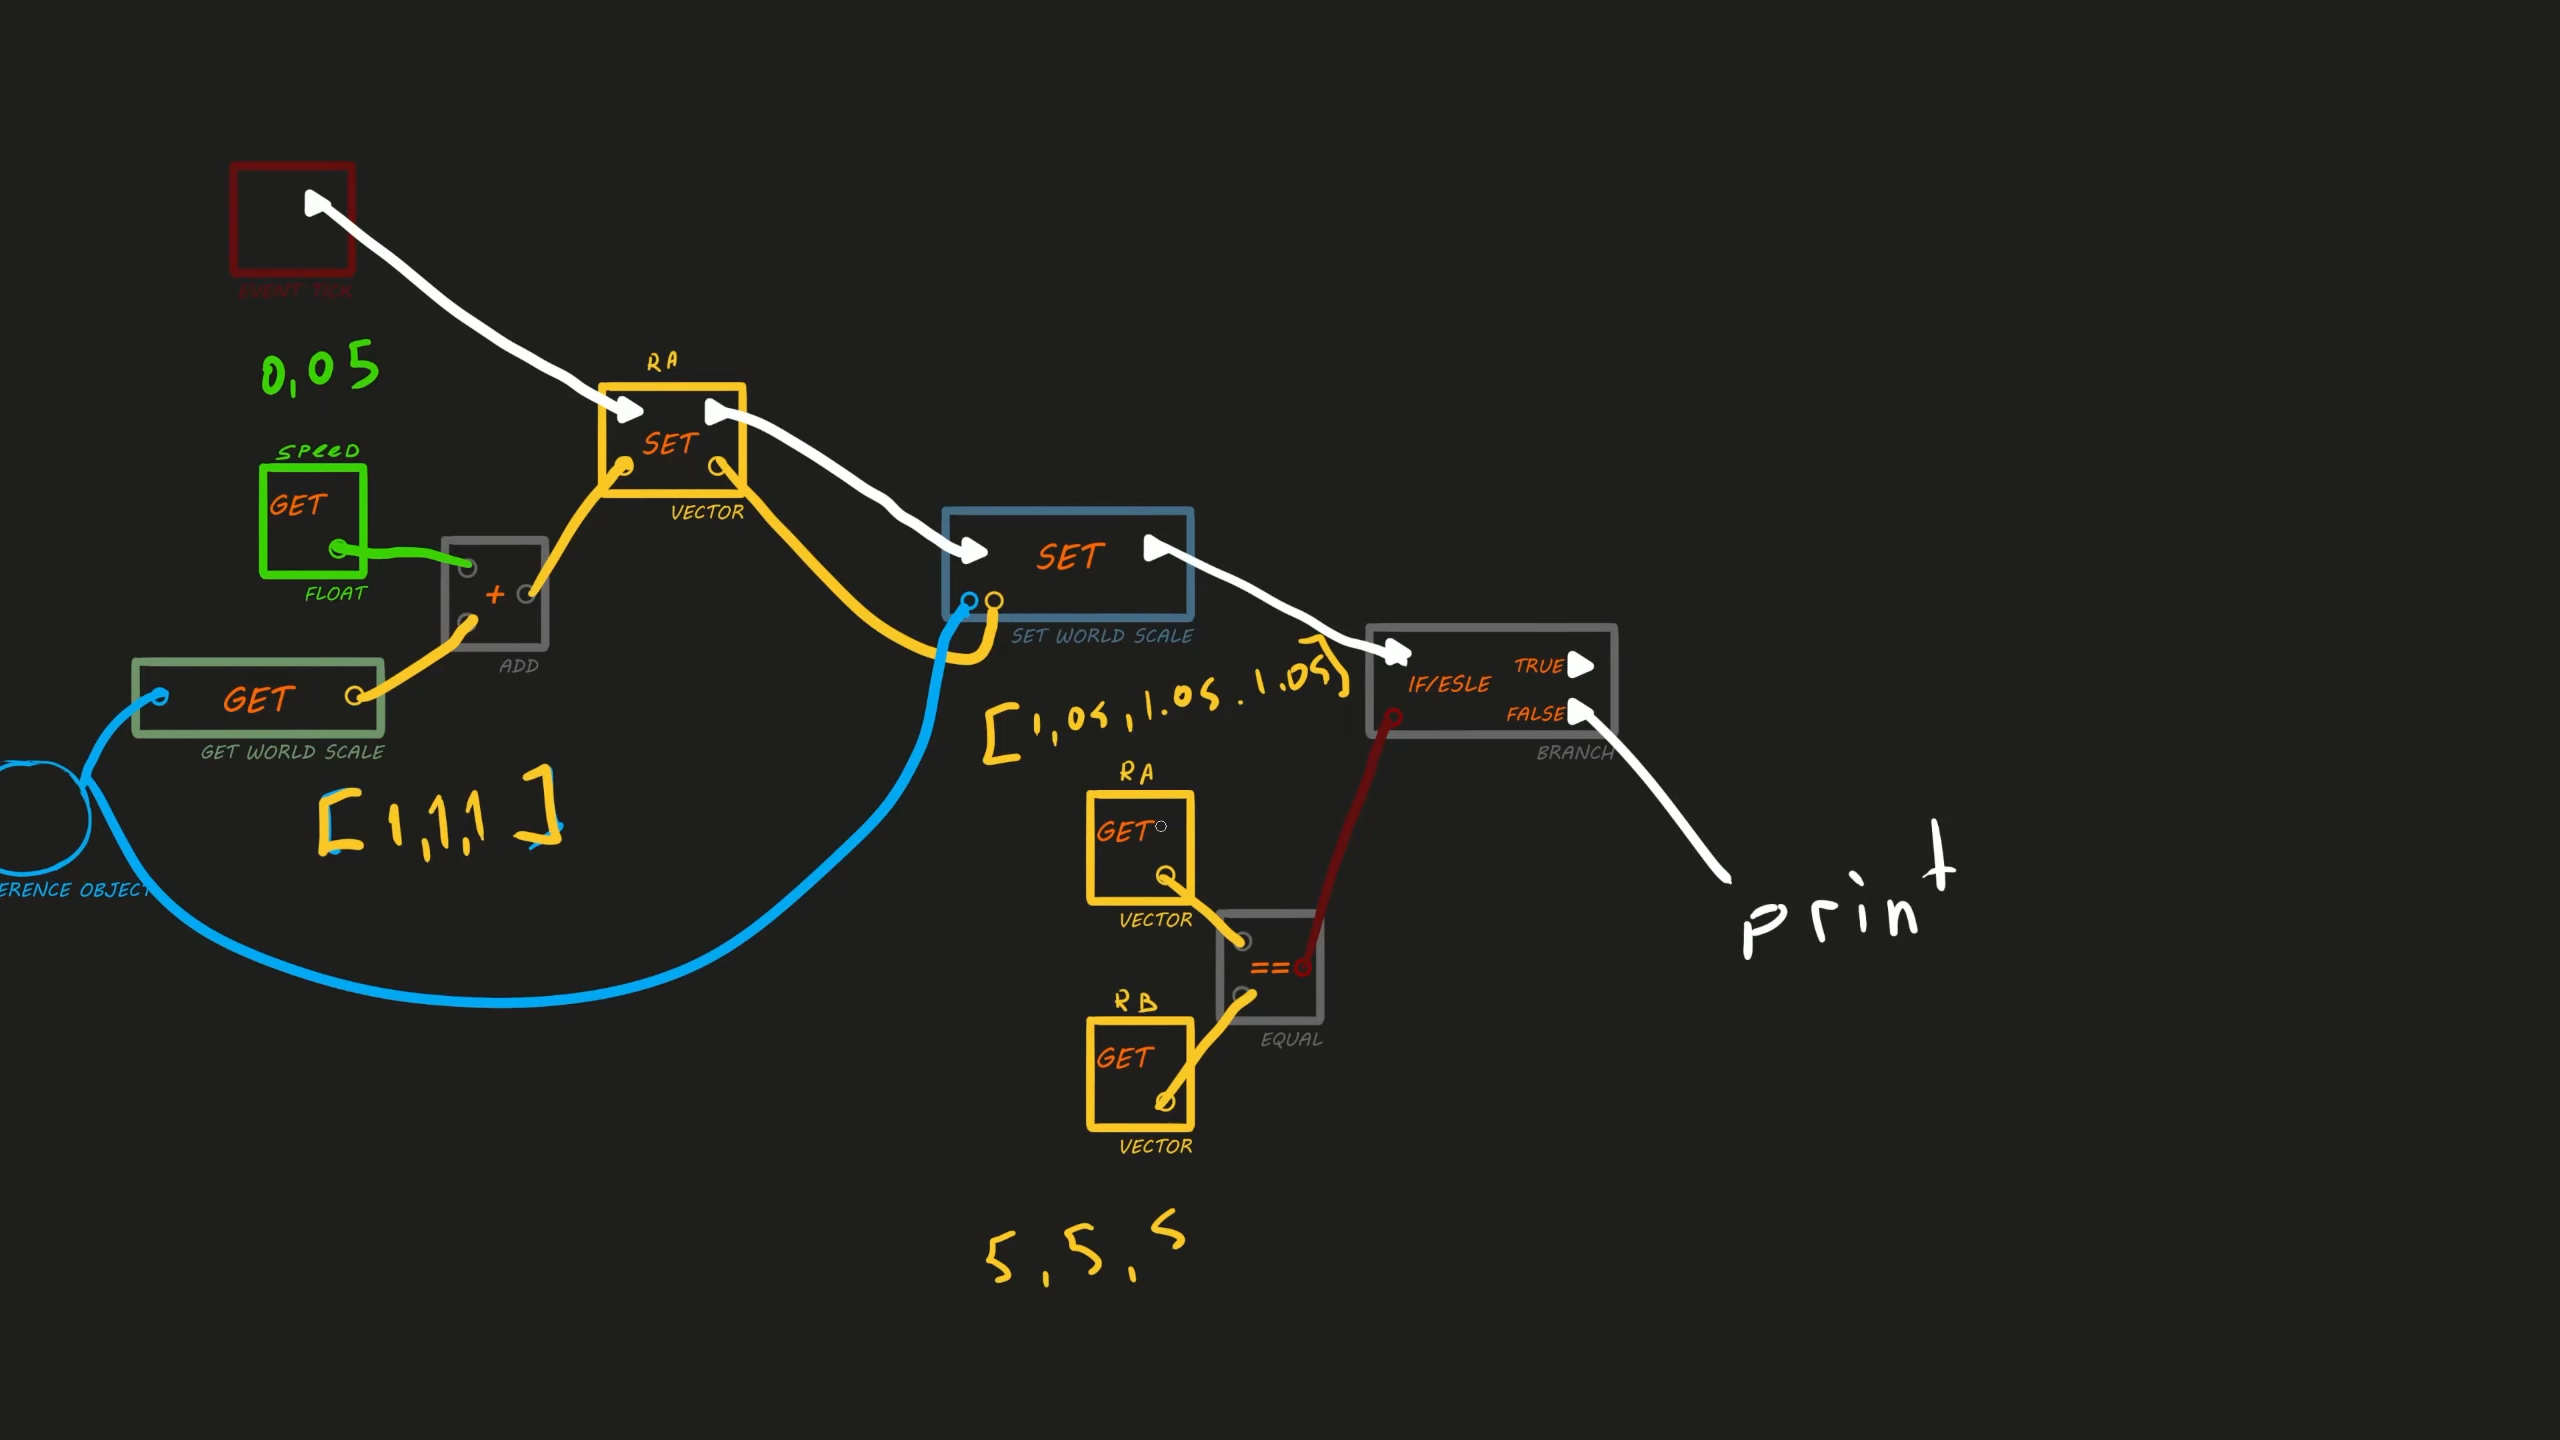 EVENT TICK
0,05
SPEED
GET
FLOAT
RA
SET
VECTOR
+
ADD
GET
GET WORLD SCALE
[1,1,1]
ERENCE OBJECT
SET
SET WORLD SCALE
[1,05,1.05.1.05]
IF/ESLE
TRUE
FALSE
BRANCH
RA
GET
VECTOR
==
EQUAL
RB
GET
VECTOR
5,5,5
print